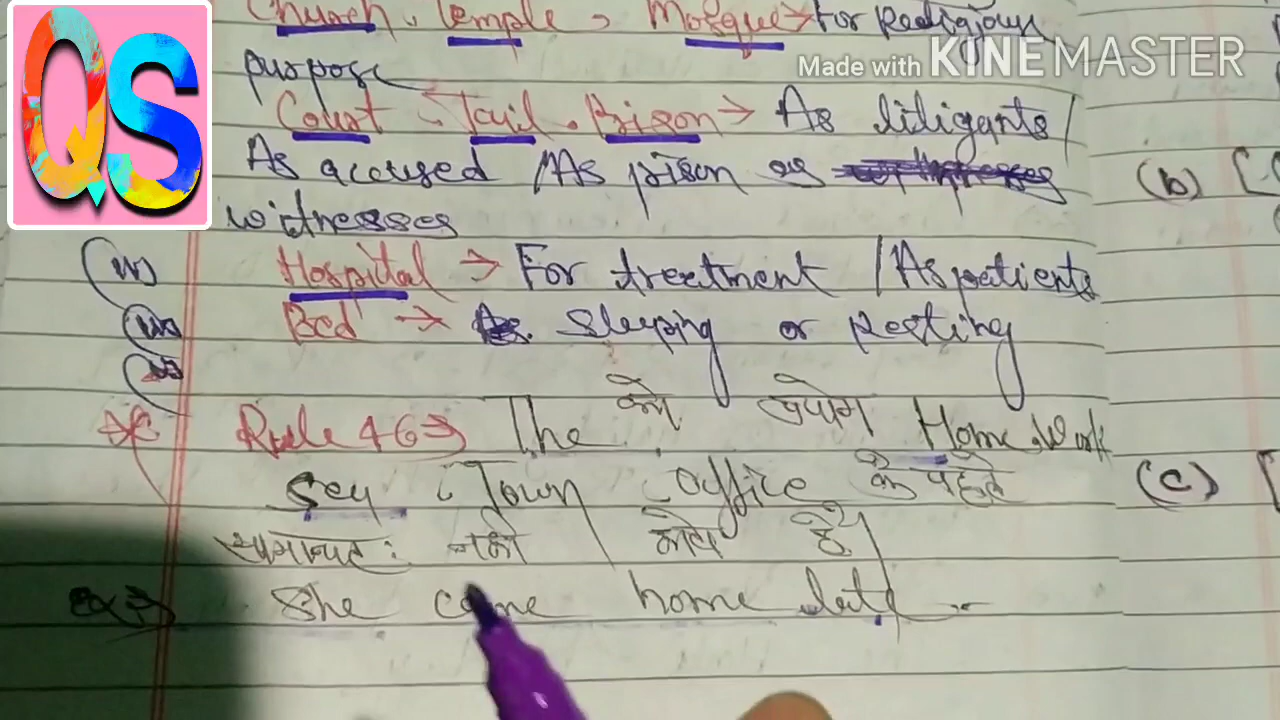 Church, Temple, Mosque → For Religious
purpose
Made with KINEMASTER
QS
Court, Jail, Prison → As litigants /
As accused / As prison or
witnesses
Hospital → For treetment / As patients
Bed → Sleeping or Resting
Rule 46 → The को प्रयोग Home, Work
Sey, Town, Office के पहले
सामान्यत: नही होता है।
ex → She came home late.
(b) [
(c) [